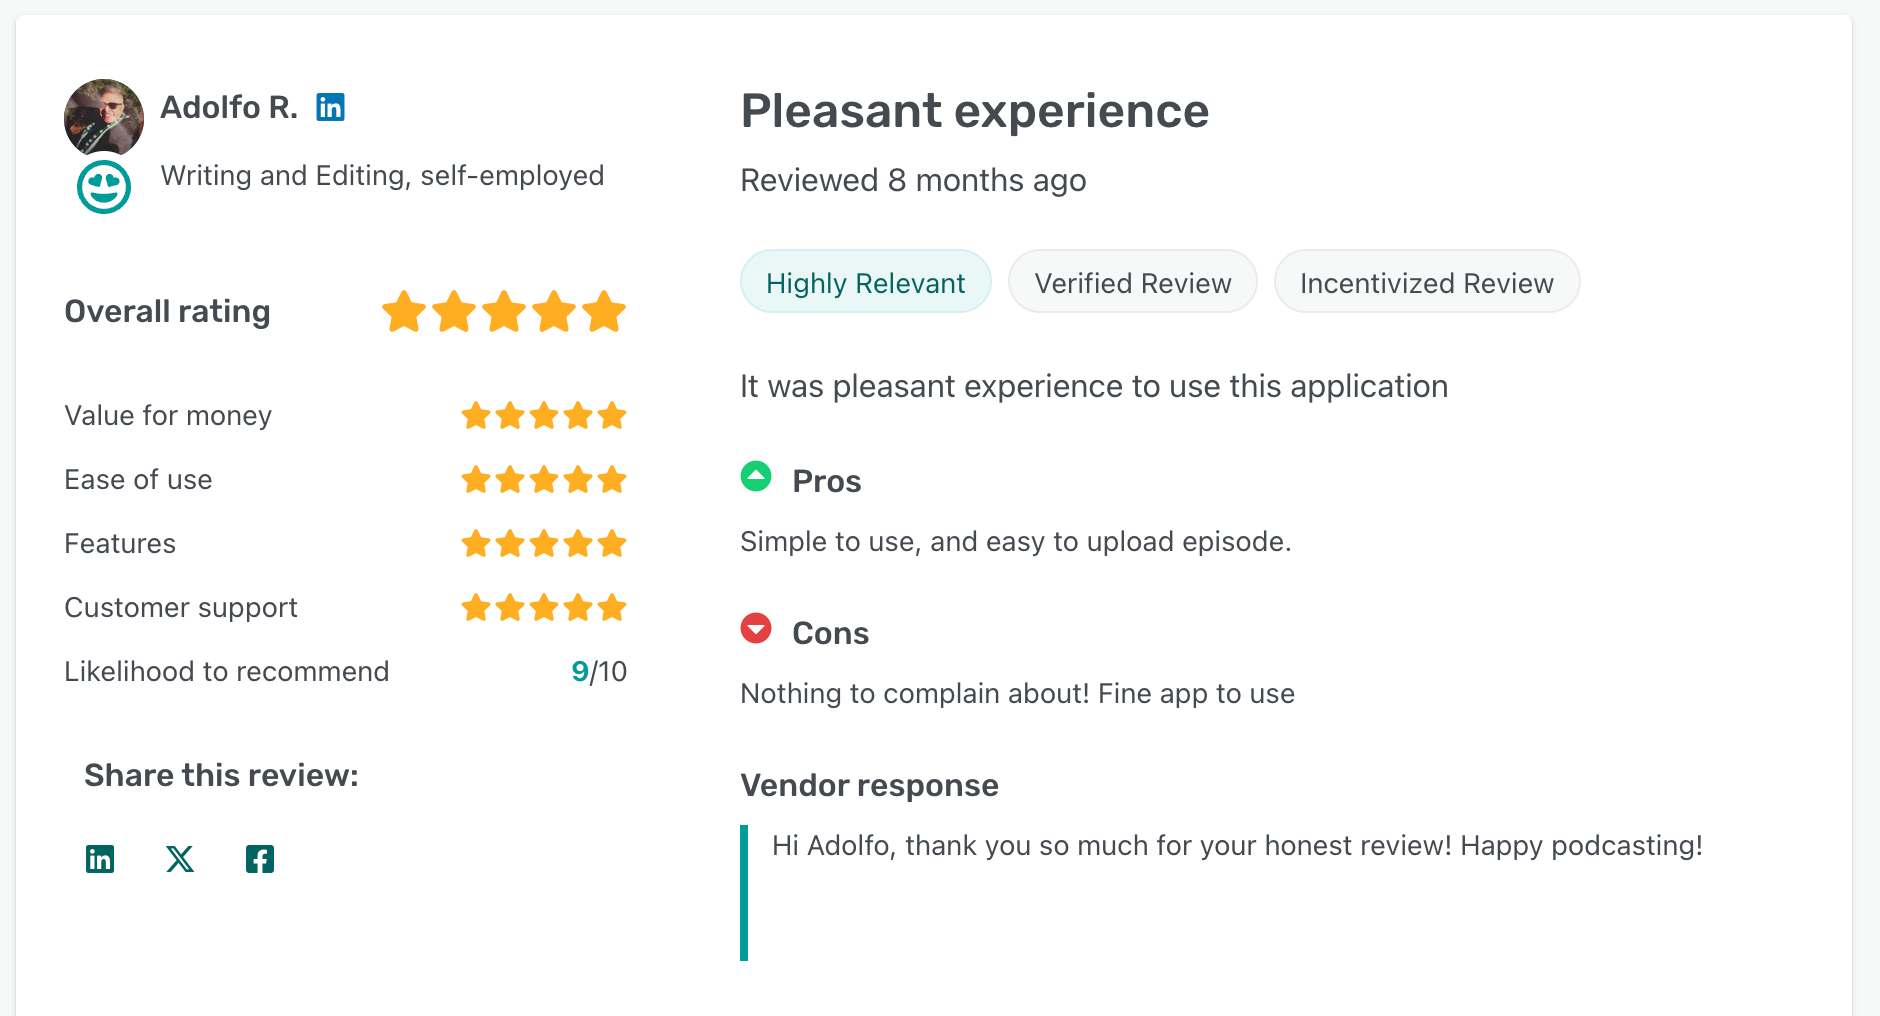 Adolfo R.
Writing and Editing, self-employed
Overall rating
Value for money
Ease of use
Features
Customer support
Likelihood to recommend 9/10
Share this review:
Pleasant experience
Reviewed 8 months ago
Highly Relevant Verified Review Incentivized Review
It was pleasant experience to use this application
Pros
Simple to use, and easy to upload episode.
Cons
Nothing to complain about! Fine app to use
Vendor response
Hi Adolfo, thank you so much for your honest review! Happy podcasting!